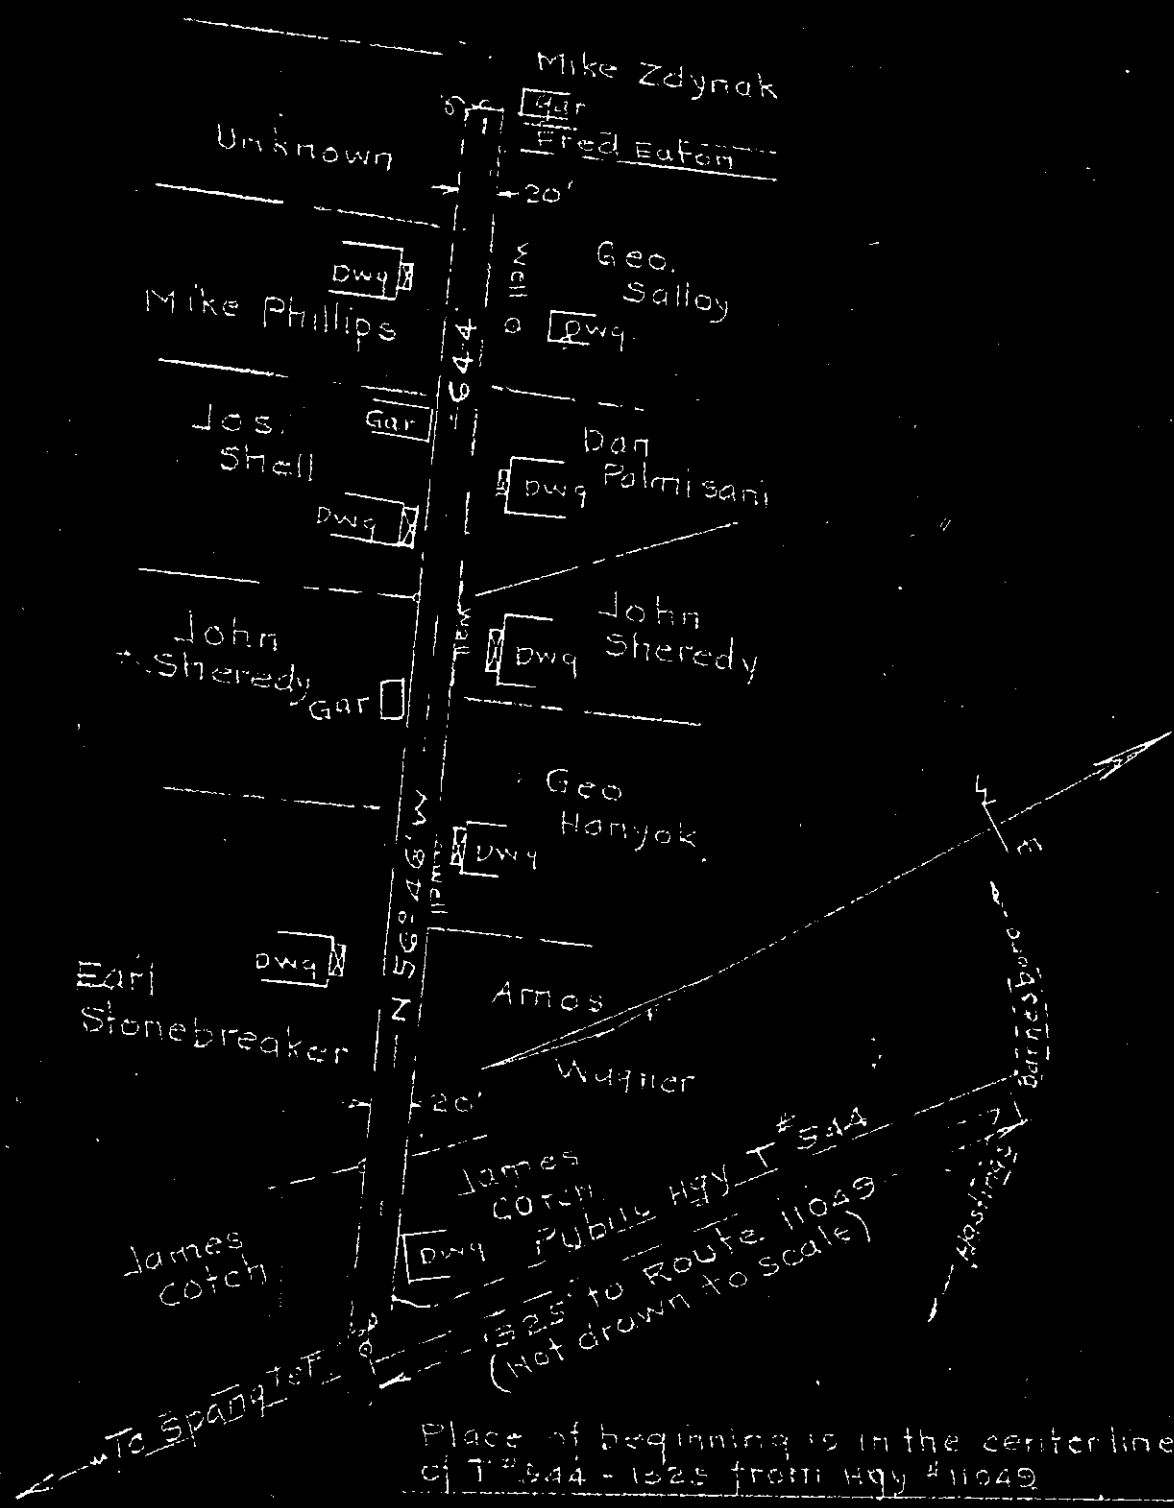 Mike Zdynak
gar
Fred Eaton
Unknown
20'
Dwg
Well
Geo.
Salloy
Mike Phillips
Dwg
644
Jos.
Shell
Gar
Dan
Palmisani
Dwg
Dwg
John
Sheredy
Gar
Well
Dwg
John
Sheredy
Geo
Hanyok
Dwg
Well
N 56° 46' W
Earl
Stonebreaker
Dwg
Amos
Wagner
20'
James
Cotch
Dwg
James
Cotch
Public Hgy T #544
1325' to Route 11049
(Not drawn to scale)
Barnesboro
Hastings
To Spangler
Place of beginning is in the centerline
of T #544 - 1325 from Hgy #11049